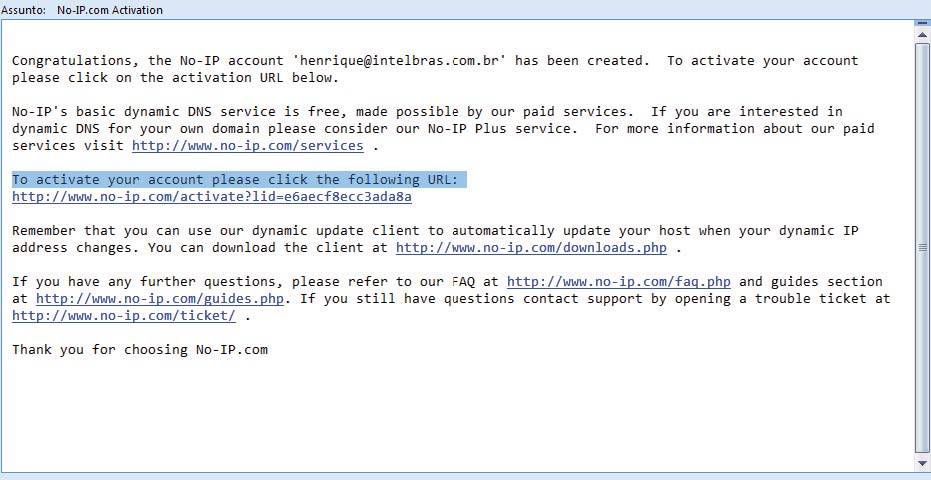 Assunto: No-IP.com Activation
Congratulations, the No-IP account 'henrique@intelbras.com.br' has been created.  To activate your account
please click on the activation URL below.
No-IP's basic dynamic DNS service is free, made possible by our paid services.  If you are interested in
dynamic DNS for your own domain please consider our No-IP Plus service.  For more information about our paid
services visit http://www.no-ip.com/services .
To activate your account please click the following URL:
http://www.no-ip.com/activate?lid=e6aecf8ecc3ada8a
Remember that you can use our dynamic update client to automatically update your host when your dynamic IP
address changes. You can download the client at http://www.no-ip.com/downloads.php .
If you have any further questions, please refer to our FAQ at http://www.no-ip.com/faq.php and guides section
at http://www.no-ip.com/guides.php. If you still have questions contact support by opening a trouble ticket at
http://www.no-ip.com/ticket/ .
Thank you for choosing No-IP.com